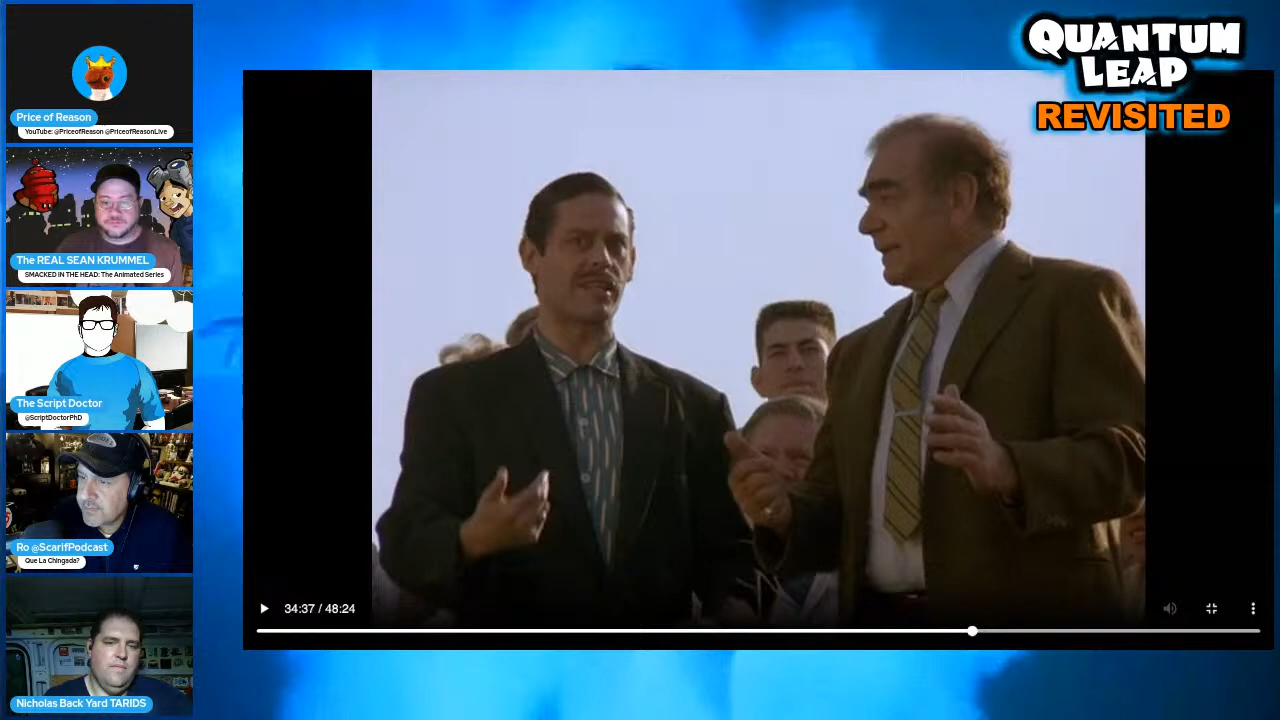 Price of Reason
YouTube: @PriceofReason @PriceofReasonLive
The REAL SEAN KRUMMEL
SMACKED IN THE HEAD: The Animated Series
The Script Doctor
@ScriptDoctorPhD
Ro @ScarifPodcast
Que La Chingada?
Nicholas Back Yard TARIDS
QUANTUM
LEAP
REVISITED
34:37 / 48:24